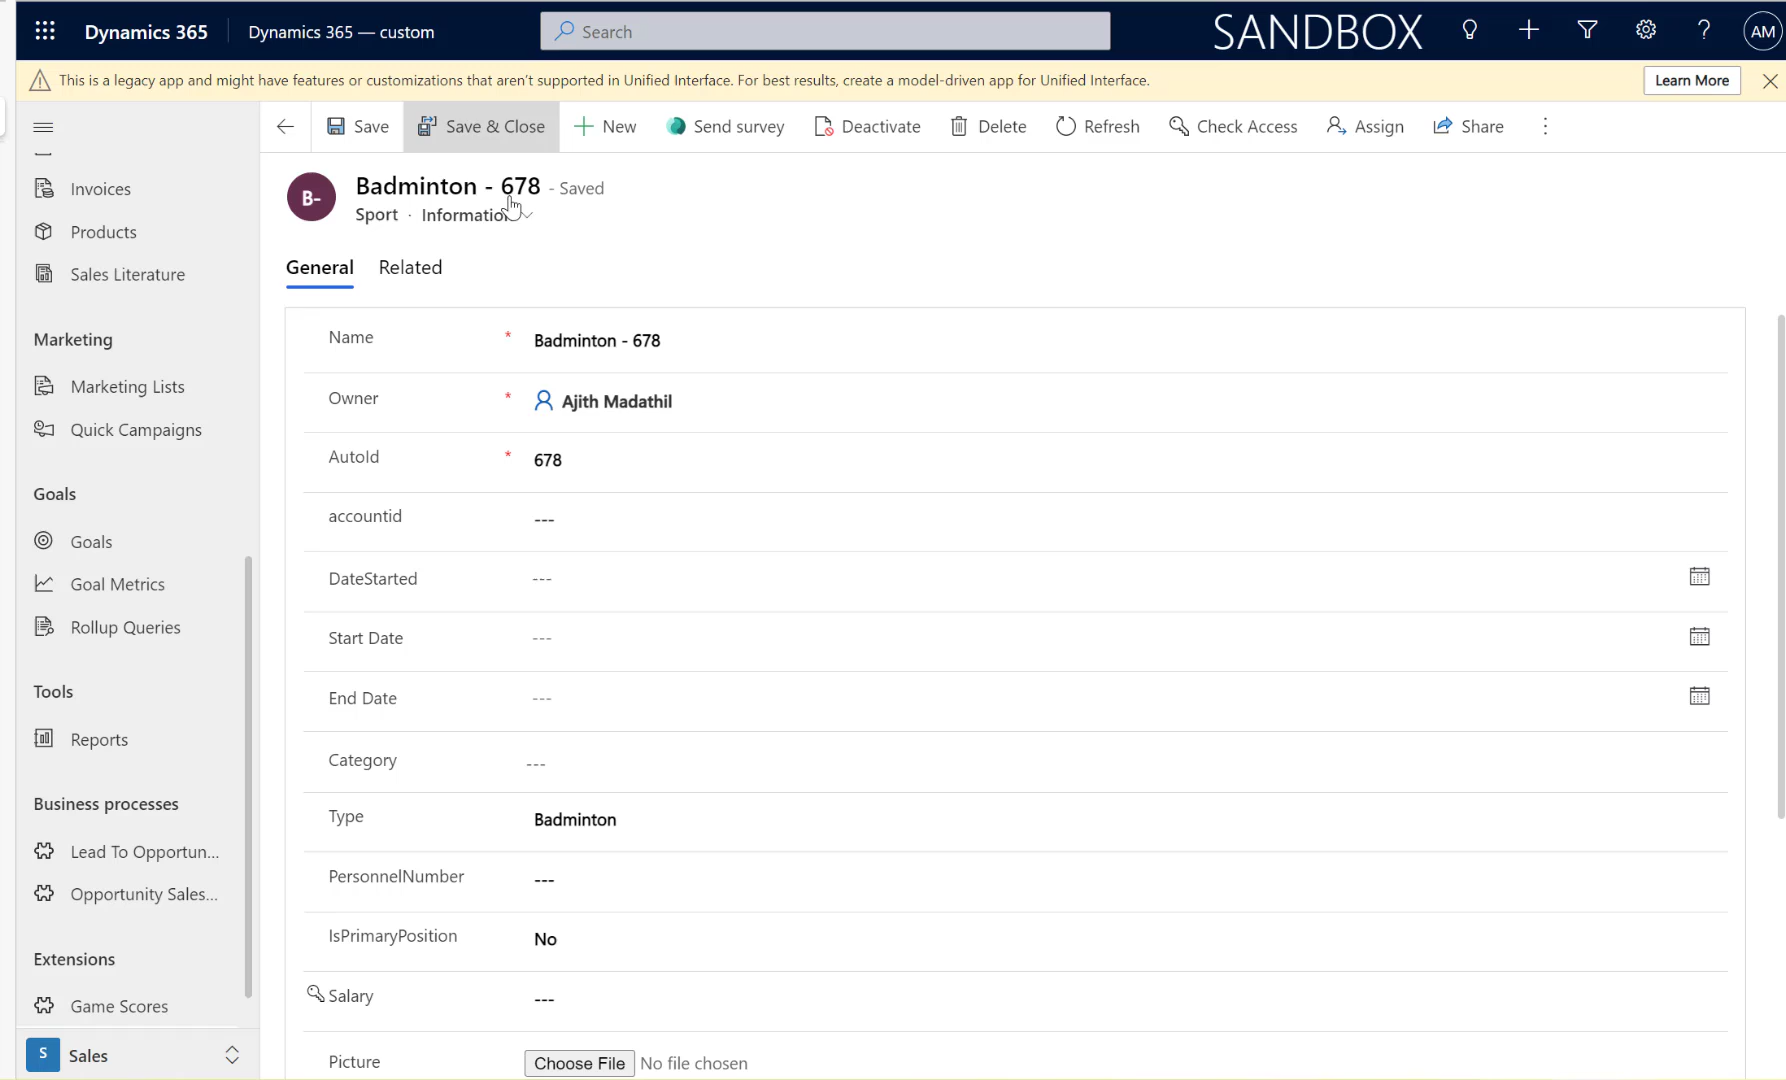 Dynamics 365
Dynamics 365 — custom
Search
SANDBOX
AM
This is a legacy app and might have features or customizations that aren't supported in Unified Interface. For best results, create a model-driven app for Unified Interface.
Learn More
Save
Save & Close
New
Send survey
Deactivate
Delete
Refresh
Check Access
Assign
Share
Invoices
Products
Sales Literature
Marketing
Marketing Lists
Quick Campaigns
Goals
Goals
Goal Metrics
Rollup Queries
Tools
Reports
Business processes
Lead To Opportun...
Opportunity Sales...
Extensions
Game Scores
S
Sales
B-
Badminton - 678 - Saved
Sport · Information
General
Related
Name * Badminton - 678
Owner * Ajith Madathil
AutoId * 678
accountid ---
DateStarted ---
Start Date ---
End Date ---
Category ---
Type Badminton
PersonnelNumber ---
IsPrimaryPosition No
Salary ---
Picture Choose File No file chosen